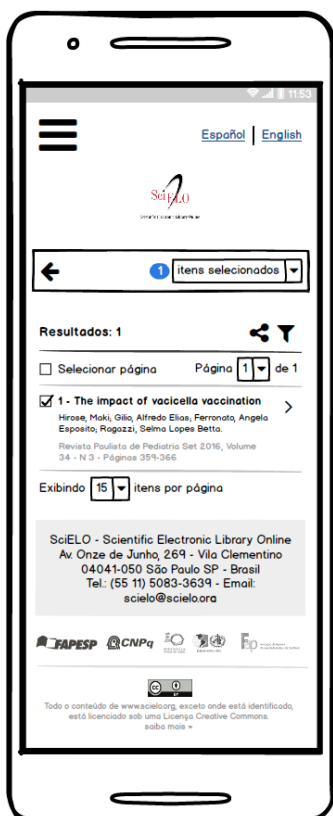 11:53
Español | English
SciELO
1 itens selecionados
Resultados: 1
Selecionar página Página 1 de 1
1 - The impact of vacicella vaccination
Hirose, Maki; Gilio, Alfredo Elias; Ferronato, Angela
Esposito; Ragazzi, Selma Lopes Betta.
Revista Paulista de Pediatria Set 2016, Volume
34 - N 3 - Páginas 359-366
Exibindo 15 itens por página
SciELO - Scientific Electronic Library Online
Av. Onze de Junho, 269 - Vila Clementino
04041-050 São Paulo SP - Brasil
Tel.: (55 11) 5083-3639 - Email:
scielo@scielo.org
FAPESP CNPq
cc
BY
Todo o conteúdo de www.scielo.org, exceto onde está identificado,
está licenciado sob uma Licença Creative Commons.
saiba mais »